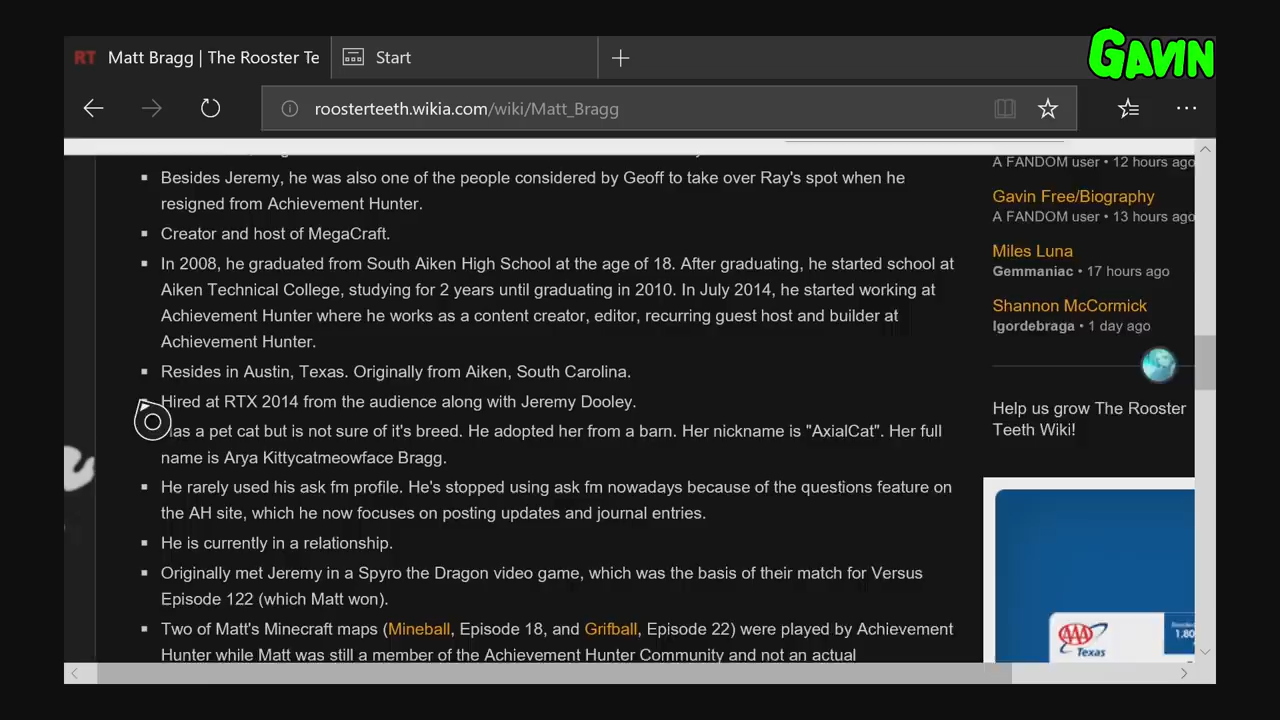 GAVIN
RT Matt Bragg | The Rooster Te
Start
roosterteeth.wikia.com/wiki/Matt_Bragg
Besides Jeremy, he was also one of the people considered by Geoff to take over Ray's spot when he
resigned from Achievement Hunter.
Creator and host of MegaCraft.
In 2008, he graduated from South Aiken High School at the age of 18. After graduating, he started school at
Aiken Technical College, studying for 2 years until graduating in 2010. In July 2014, he started working at
Achievement Hunter where he works as a content creator, editor, recurring guest host and builder at
Achievement Hunter.
Resides in Austin, Texas. Originally from Aiken, South Carolina.
Hired at RTX 2014 from the audience along with Jeremy Dooley.
Has a pet cat but is not sure of it's breed. He adopted her from a barn. Her nickname is "AxialCat". Her full
name is Arya Kittycatmeowface Bragg.
He rarely used his ask fm profile. He's stopped using ask fm nowadays because of the questions feature on
the AH site, which he now focuses on posting updates and journal entries.
He is currently in a relationship.
Originally met Jeremy in a Spyro the Dragon video game, which was the basis of their match for Versus
Episode 122 (which Matt won).
Two of Matt's Minecraft maps (Mineball, Episode 18, and Grifball, Episode 22) were played by Achievement
Hunter while Matt was still a member of the Achievement Hunter Community and not an actual
A FANDOM user • 12 hours ago
Gavin Free/Biography
A FANDOM user • 13 hours ago
Miles Luna
Gemmaniac • 17 hours ago
Shannon McCormick
Igordebraga • 1 day ago
Help us grow The Rooster
Teeth Wiki!
AAA
Texas
1.80